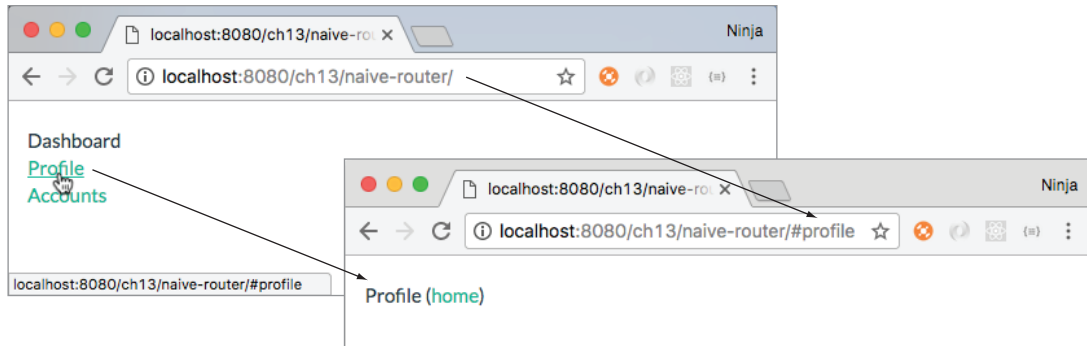 localhost:8080/ch13/naive-rou
Ninja
localhost:8080/ch13/naive-router/
{=}
Dashboard
Profile
Accounts
localhost:8080/ch13/naive-router/#profile
localhost:8080/ch13/naive-rou
Ninja
localhost:8080/ch13/naive-router/#profile
{=}
Profile (home)